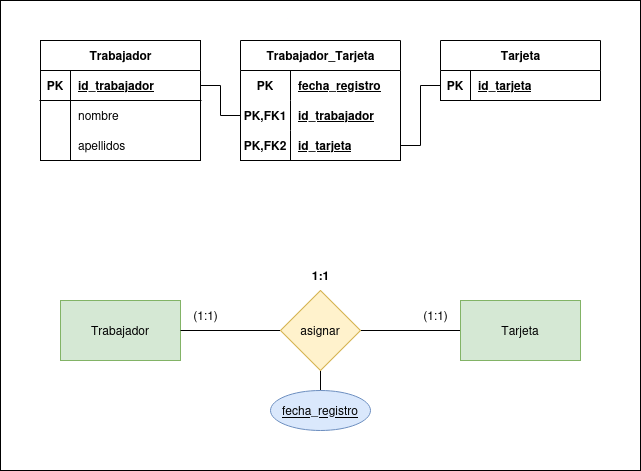 Trabajador
PK id_trabajador
nombre
apellidos
Trabajador_Tarjeta
PK fecha_registro
PK,FK1 id_trabajador
PK,FK2 id_tarjeta
Tarjeta
PK id_tarjeta
1:1
(1:1)
(1:1)
Trabajador
asignar
Tarjeta
fecha_registro